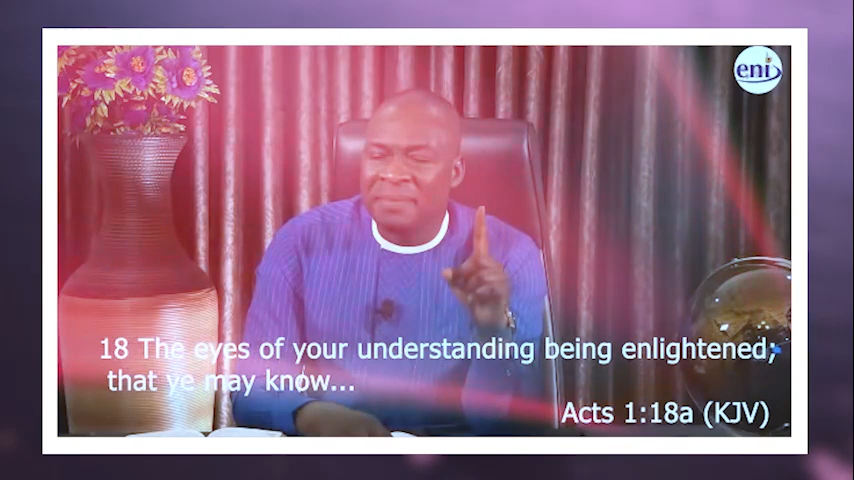 eni
18 The eyes of your understanding being enlightened;
that ye may know...
Acts 1:18a (KJV)